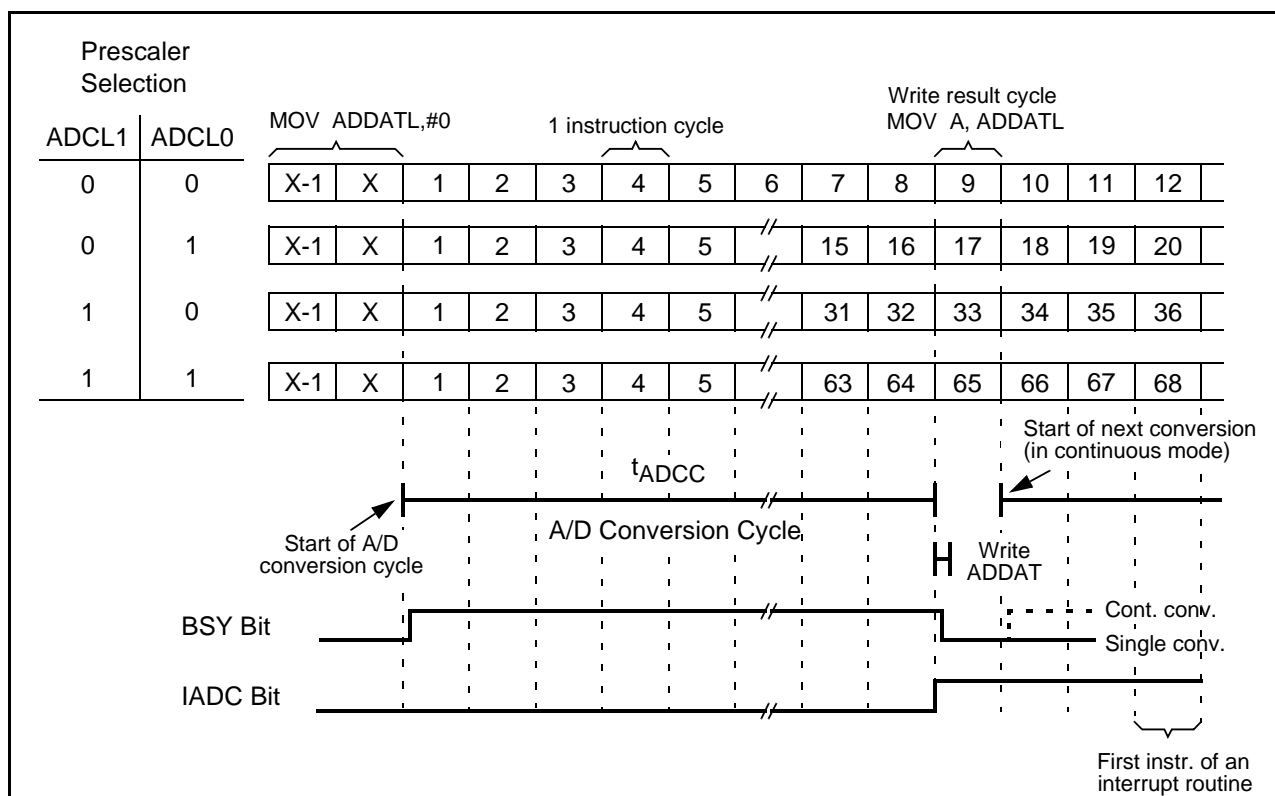 Prescaler
Selection
ADCL1 ADCL0
MOV ADDATL,#0
1 instruction cycle
Write result cycle
MOV A, ADDATL
0 0 X-1 X 1 2 3 4 5 6 7 8 9 10 11 12
0 1 X-1 X 1 2 3 4 5 15 16 17 18 19 20
1 0 X-1 X 1 2 3 4 5 31 32 33 34 35 36
1 1 X-1 X 1 2 3 4 5 63 64 65 66 67 68
Start of next conversion
(in continuous mode)
tADCC
A/D Conversion Cycle
Start of A/D
conversion cycle
Write
ADDAT
BSY Bit
Cont. conv.
Single conv.
IADC Bit
First instr. of an
interrupt routine